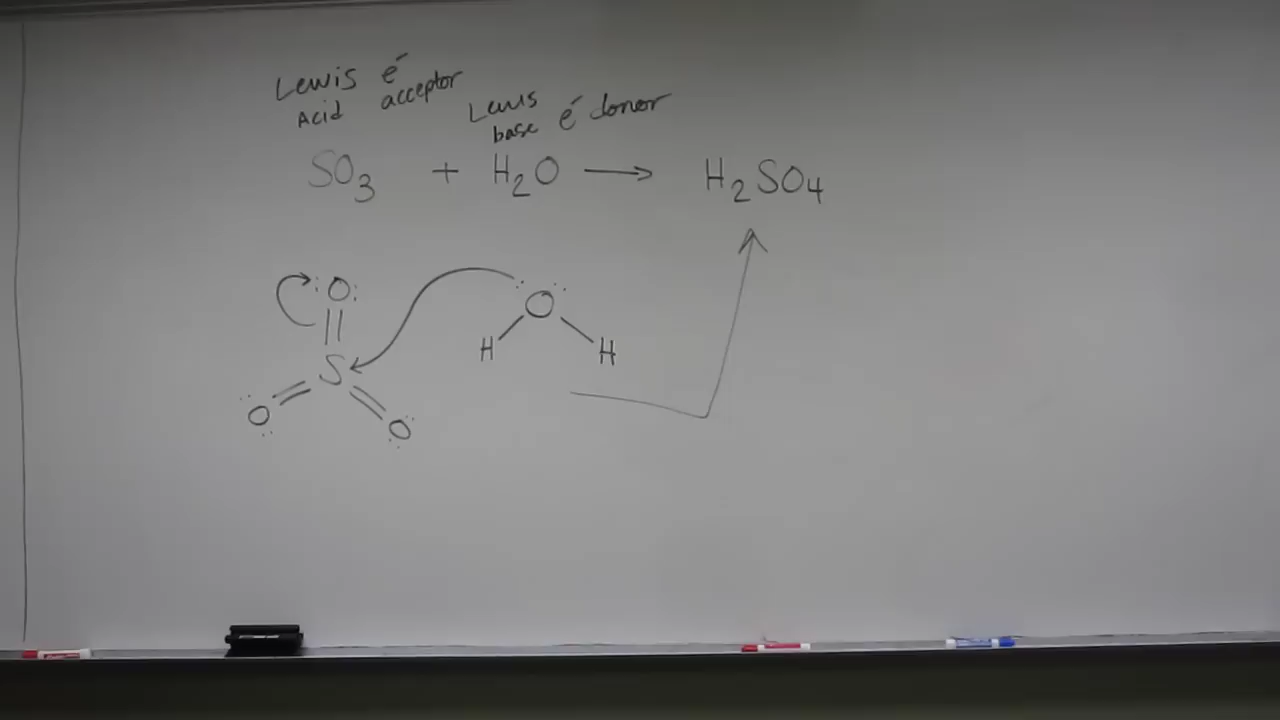 Lewis é
Acid acceptor
Lewis
base é donor
SO₃ + H₂O → H₂SO₄
:O:
S
O O
O
H H